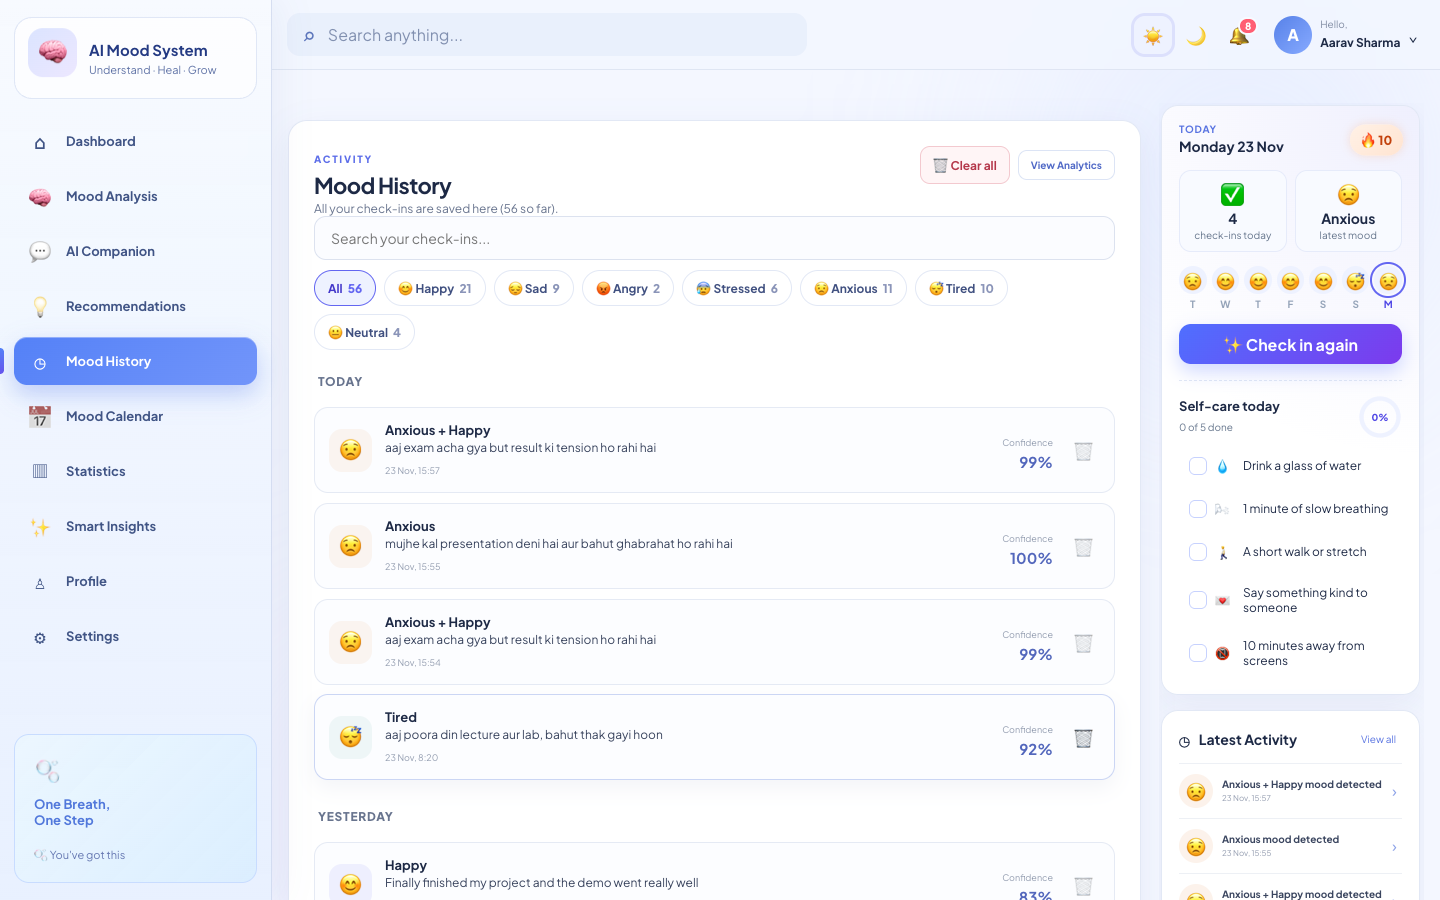 AI Mood System
Understand · Heal · Grow
Dashboard
Mood Analysis
AI Companion
Recommendations
Mood History
Mood Calendar
Statistics
Smart Insights
Profile
Settings
One Breath,
One Step
You've got this
Search anything...
8
A
Hello,
Aarav Sharma
ACTIVITY
Mood History
All your check-ins are saved here (56 so far).
Clear all
View Analytics
Search your check-ins...
All 56
Happy 21
Sad 9
Angry 2
Stressed 6
Anxious 11
Tired 10
Neutral 4
TODAY
Anxious + Happy
aaj exam acha gya but result ki tension ho rahi hai
23 Nov, 15:57
Confidence
99%
Anxious
mujhe kal presentation deni hai aur bahut ghabrahat ho rahi hai
23 Nov, 15:55
Confidence
100%
Anxious + Happy
aaj exam acha gya but result ki tension ho rahi hai
23 Nov, 15:54
Confidence
99%
Tired
aaj poora din lecture aur lab, bahut thak gayi hoon
23 Nov, 8:20
Confidence
92%
YESTERDAY
Happy
Finally finished my project and the demo went really well
Confidence
83%
TODAY
Monday 23 Nov
10
4
check-ins today
Anxious
latest mood
T W T F S S M
Check in again
Self-care today
0 of 5 done
0%
Drink a glass of water
1 minute of slow breathing
A short walk or stretch
Say something kind to
someone
10 minutes away from
screens
Latest Activity
View all
Anxious + Happy mood detected
23 Nov, 15:57
Anxious mood detected
23 Nov, 15:55
Anxious + Happy mood detected